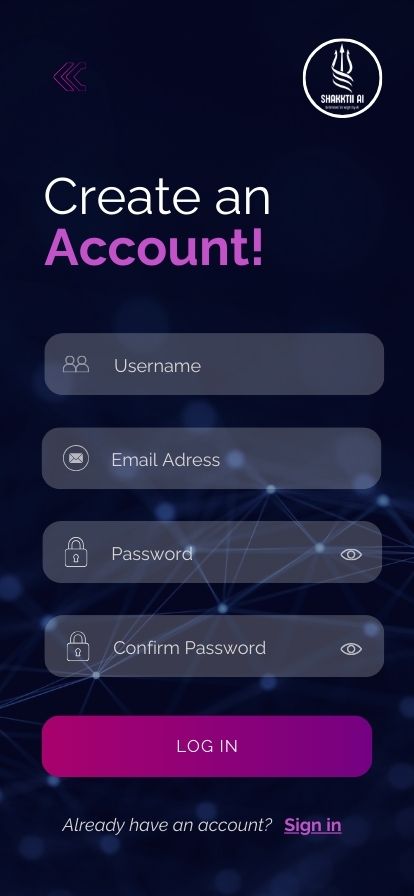 SHAKKTII AI
Create an
Account!
Username
Email Adress
Password
Confirm Password
LOG IN
Already have an account? Sign in